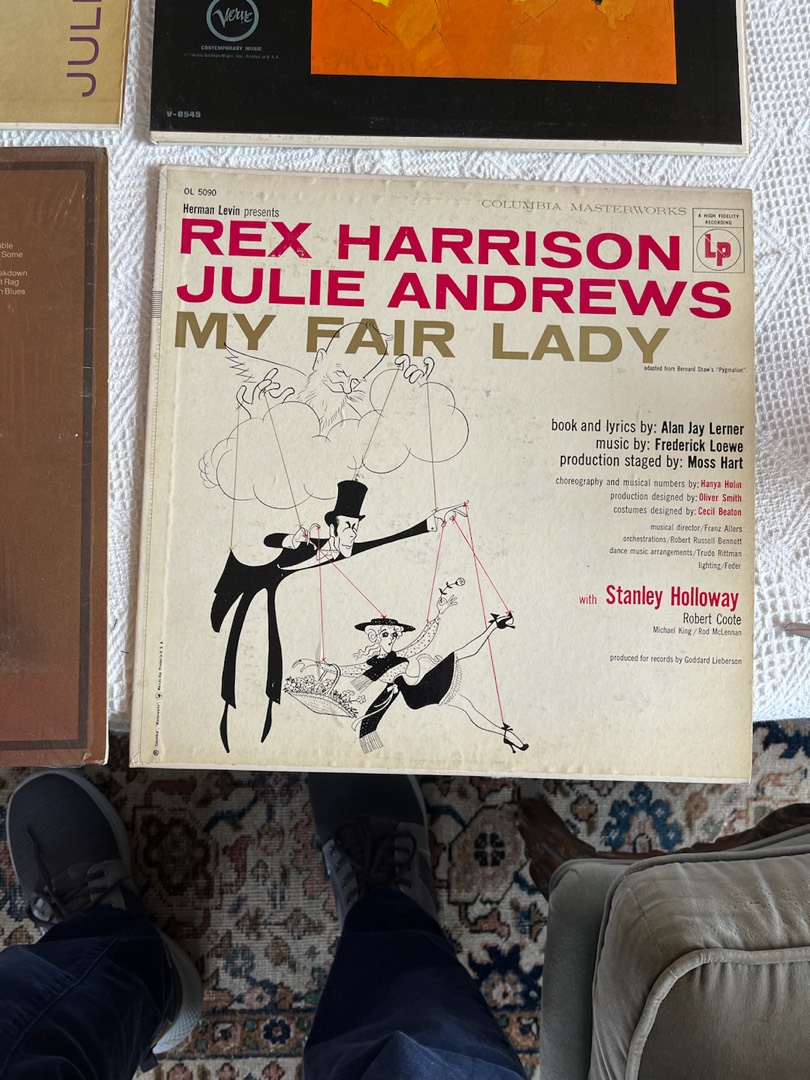 JULI
Verve
CONTEMPORARY MUSIC
V-8545
Some
Rag
Blues
OL 5090
COLUMBIA MASTERWORKS
A HIGH FIDELITY
RECORDING
Lp
Herman Levin presents
REX HARRISON
JULIE ANDREWS
MY FAIR LADY
adapted from Bernard Shaw's "Pygmalion"
book and lyrics by: Alan Jay Lerner
music by: Frederick Loewe
production staged by: Moss Hart
choreography and musical numbers by: Hanya Holm
production designed by: Oliver Smith
costumes designed by: Cecil Beaton
musical director/Franz Allers
orchestrations/Robert Russell Bennett
dance music arrangements/Trude Rittman
lighting/Feder
with Stanley Holloway
Robert Coote
Michael King/Rod McLennan
produced for records by Goddard Lieberson